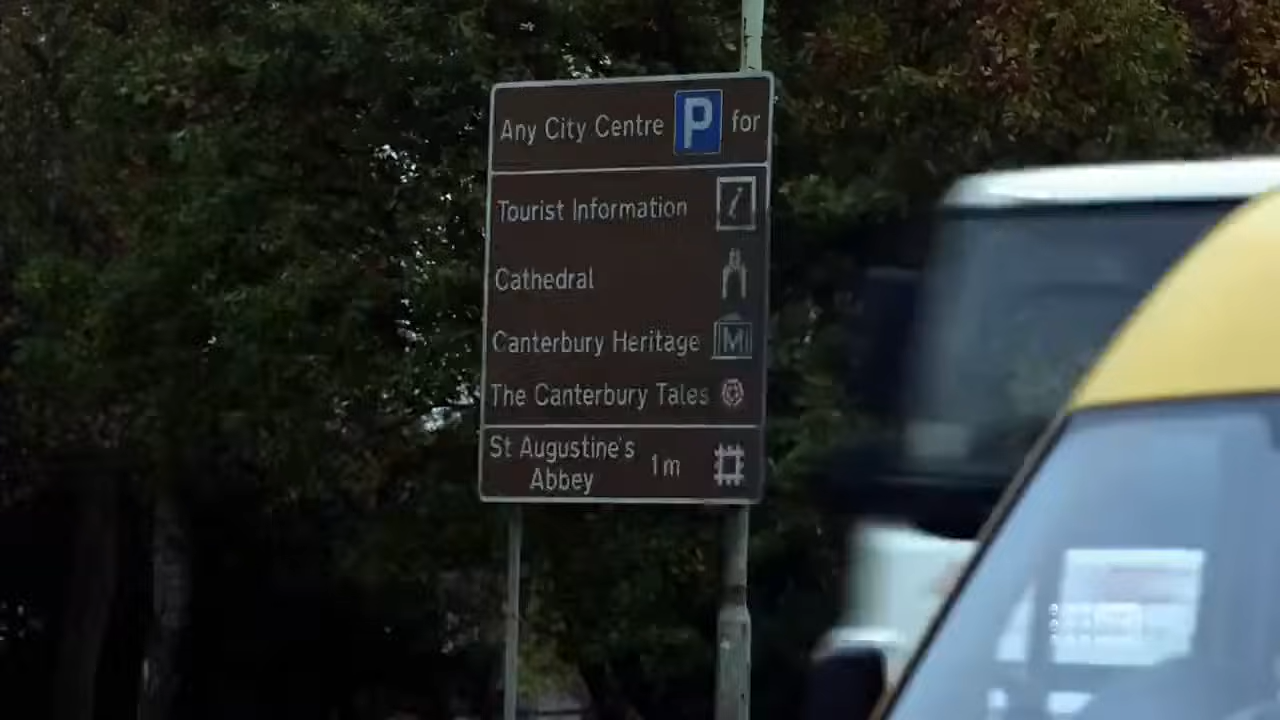 Any City Centre P for
Tourist Information i
Cathedral
Canterbury Heritage M
The Canterbury Tales
St Augustine's
Abbey 1m